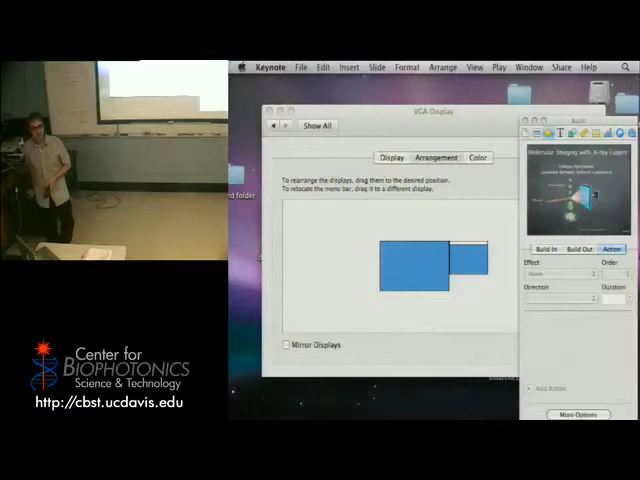 Keynote File Edit Insert Slide Format Arrange View Play Window Share Help
VGA Display
Show All
Display Arrangement Color
To rearrange the displays, drag them to the desired position.
To relocate the menu bar, drag it to a different display.
Mirror Displays
ed folder
Build
Molecular Imaging with X-ray Lasers
Build In Build Out Action
Effect: Order:
None
Direction: Duration:
Add Action
More Options
Center for
BIOPHOTONICS
Science & Technology
http://cbst.ucdavis.edu